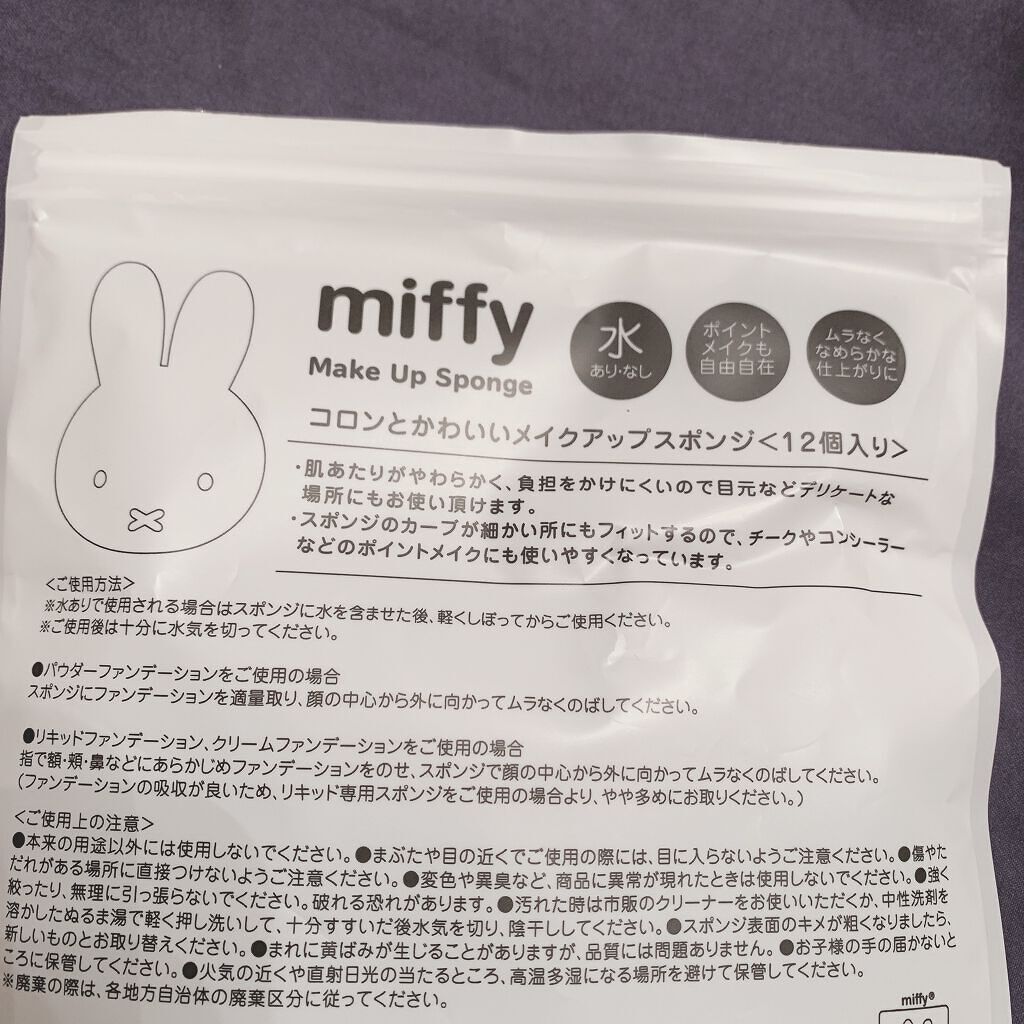 miffy
Make Up Sponge
水
あり・なし
ポイント
メイクも
自由自在
ムラなく
なめらかな
仕上がりに
コロンとかわいいメイクアップスポンジ<12個入り>
・肌あたりがやわらかく、負担をかけにくいので目元などデリケートな
場所にもお使い頂けます。
・スポンジのカーブが細かい所にもフィットするので、チークやコンシーラー
などのポイントメイクにも使いやすくなっています。
<ご使用方法>
※水ありで使用される場合はスポンジに水を含ませた後、軽くしぼってからご使用ください。
※ご使用後は十分に水気を切ってください。
●パウダーファンデーションをご使用の場合
スポンジにファンデーションを適量取り、顔の中心から外に向かってムラなくのばしてください。
●リキッドファンデーション、クリームファンデーションをご使用の場合
指で額・頬・鼻などにあらかじめファンデーションをのせ、スポンジで顔の中心から外に向かってムラなくのばしてください。
(ファンデーションの吸収が良いため、リキッド専用スポンジをご使用の場合より、やや多めにお取りください。)
<ご使用上の注意>
●本来の用途以外には使用しないでください。●まぶたや目の近くでご使用の際には、目に入らないようご注意ください。●傷やた
だれがある場所に直接つけないようご注意ください。●変色や異臭など、商品に異常が現れたときは使用しないでください。●強く
絞ったり、無理に引っ張らないでください。破れる恐れがあります。●汚れた時は市販のクリーナーをお使いいただくか、中性洗剤を
溶かしたぬるま湯で軽く押し洗いして、十分すすいだ後水気を切り、陰干ししてください。●スポンジ表面のキメが粗くなりましたら、
新しいものとお取り替えください。●まれに黄ばみが生じることがありますが、品質には問題ありません。●お子様の手の届かないと
ころに保管してください。●火気の近くや直射日光の当たるところ、高温多湿になる場所を避けて保管してください。
※廃棄の際は、各地方自治体の廃棄区分に従ってください。
miffy®